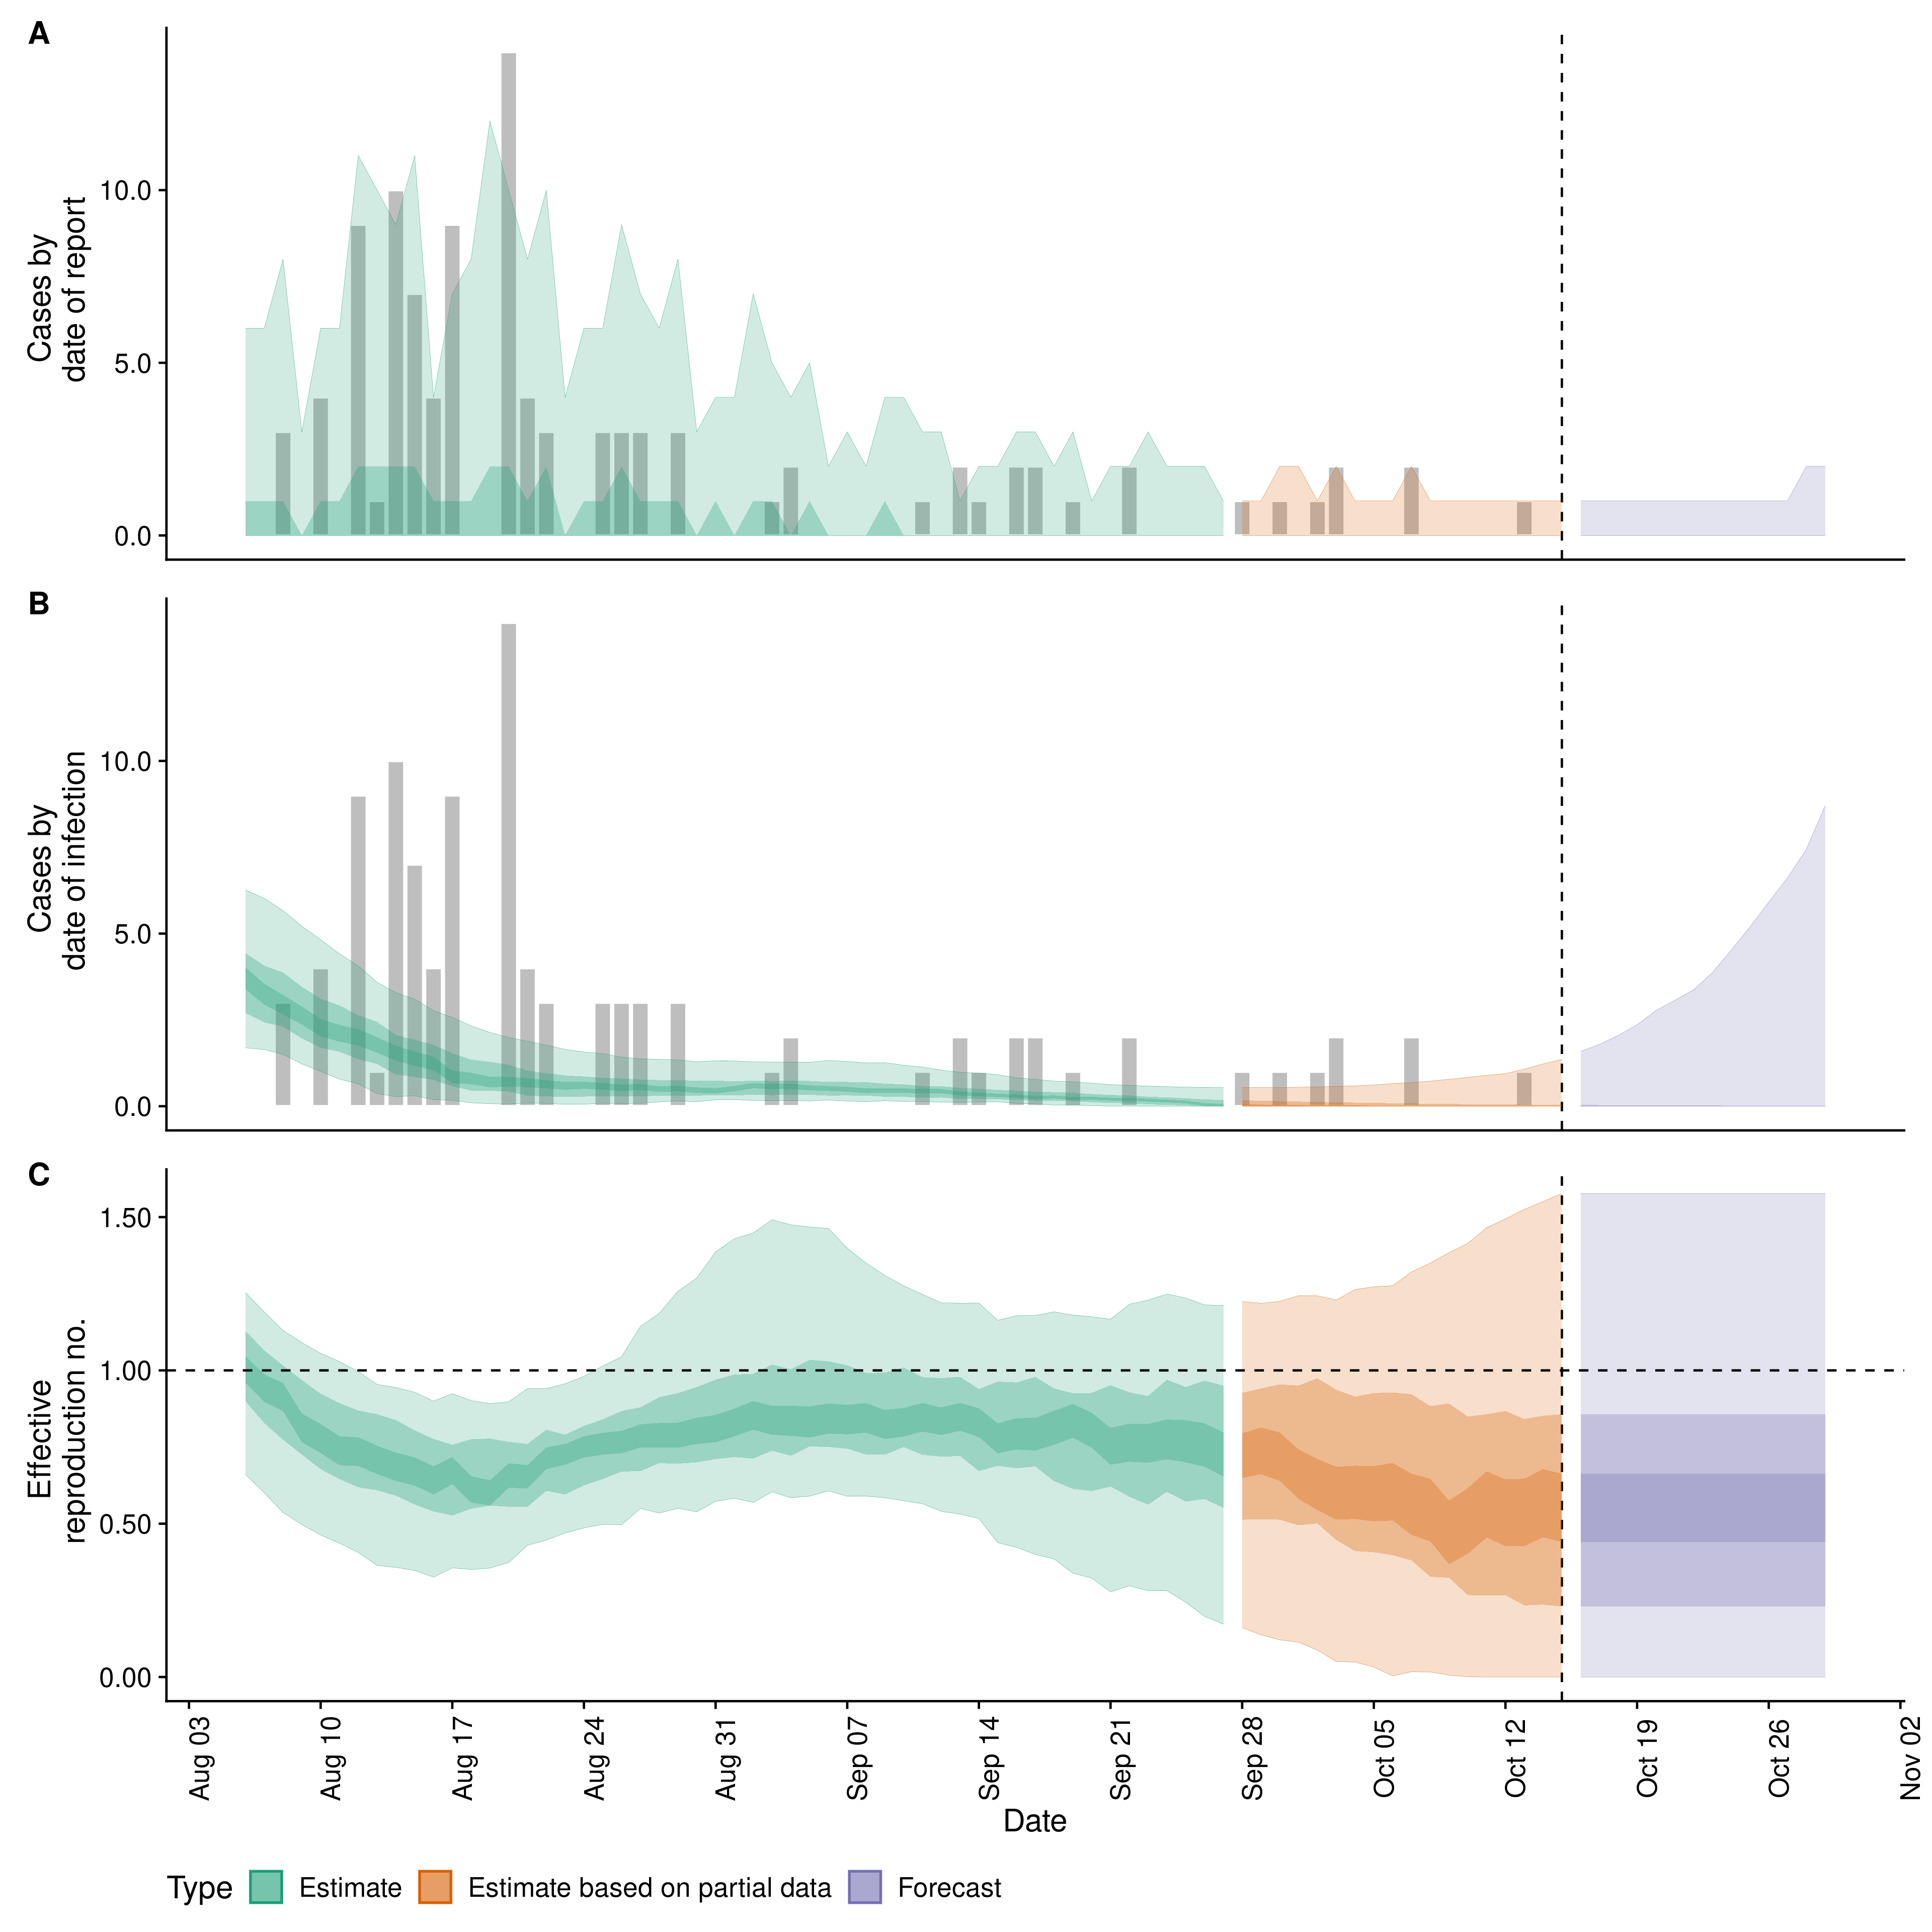 A
Cases by
date of report
10.0
5.0
0.0
B
Cases by
date of infection
10.0
5.0
0.0
C
Effective
reproduction no.
1.50
1.00
0.50
0.00
Aug 03
Aug 10
Aug 17
Aug 24
Aug 31
Sep 07
Sep 14
Sep 21
Sep 28
Oct 05
Oct 12
Oct 19
Oct 26
Nov 02
Date
Type Estimate Estimate based on partial data Forecast